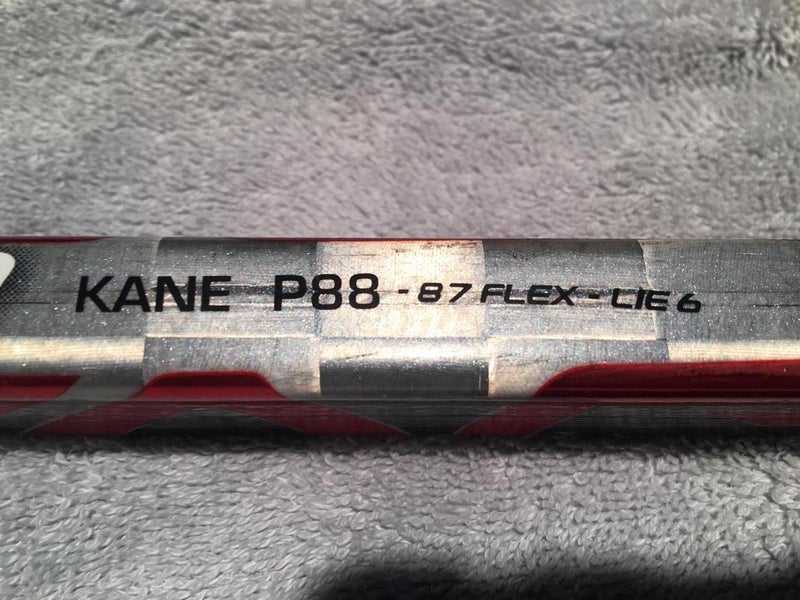 KANE P88 - 87 FLEX - LIE 6